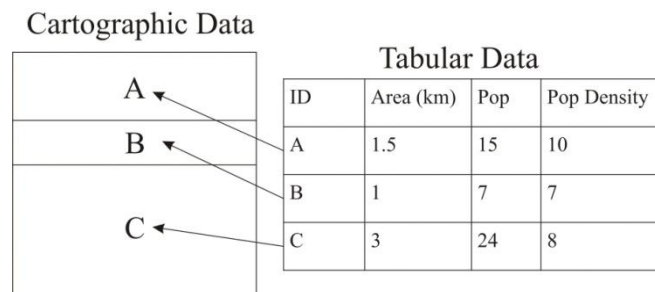 Cartographic Data
A
B
C
Tabular Data
ID Area (km) Pop Pop Density
A 1.5 15 10
B 1 7 7
C 3 24 8